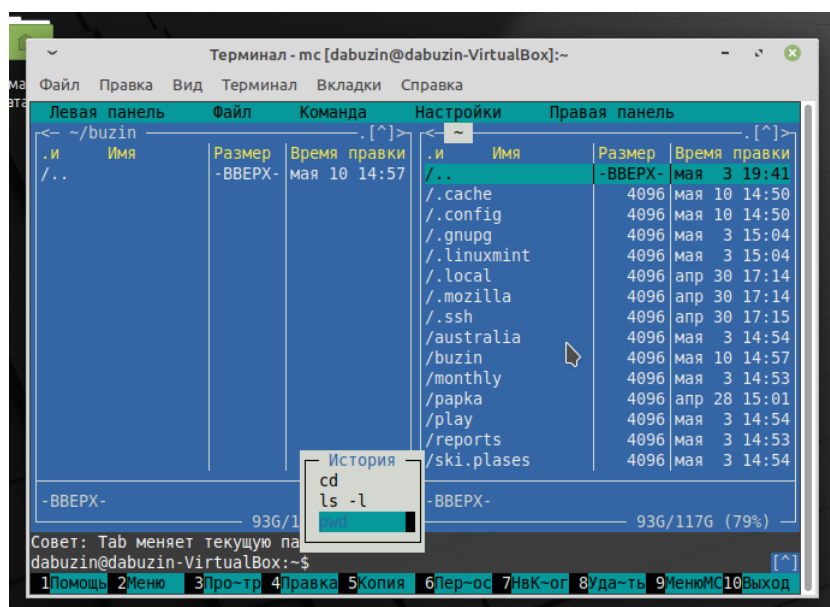 Терминал - mc [dabuzin@dabuzin-VirtualBox]:~
Файл Правка Вид Терминал Вкладки Справка
Левая панель Файл Команда Настройки Правая панель
<— ~/buzin .[^]> <— ~ .[^]>
.и Имя Размер Время правки .и Имя Размер Время правки
/.. -ВВЕРХ- мая 10 14:57 /.. -ВВЕРХ- мая 3 19:41
/.cache 4096 мая 10 14:50
/.config 4096 мая 10 14:50
/.gnupg 4096 мая 3 15:04
/.linuxmint 4096 мая 3 15:04
/.local 4096 апр 30 17:14
/.mozilla 4096 апр 30 17:14
/.ssh 4096 апр 30 17:15
/australia 4096 мая 3 14:54
/buzin 4096 мая 10 14:57
/monthly 4096 мая 3 14:53
/papka 4096 апр 28 15:01
/play 4096 мая 3 14:54
/reports 4096 мая 3 14:53
/ski.plases 4096 мая 3 14:54
История
cd
ls -l
pwd
-ВВЕРХ- -ВВЕРХ-
93G/1 93G/117G (79%)
Совет: Tab меняет текущую па
dabuzin@dabuzin-VirtualBox:~$ [^]
1Помощь 2Меню 3Про~тр 4Правка 5Копия 6Пер~ос 7НвК~ог 8Уда~ть 9МенюМС 10Выход